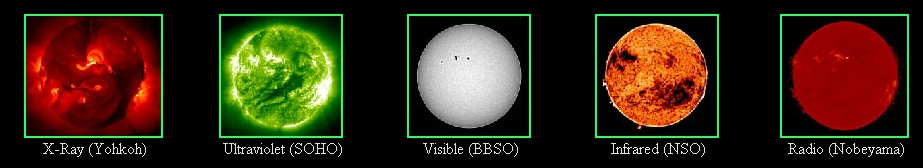 X-Ray (Yohkoh)
Ultraviolet (SOHO)
Visible (BBSO)
Infrared (NSO)
Radio (Nobeyama)